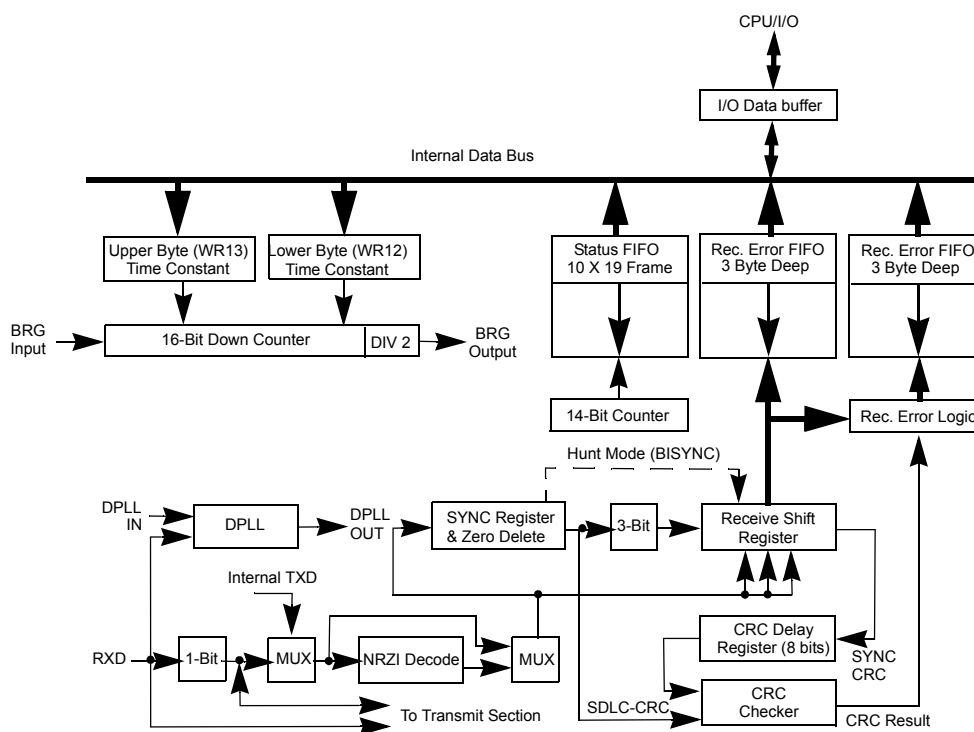 CPU/I/O
I/O Data buffer
Internal Data Bus
Upper Byte (WR13)
Time Constant
Lower Byte (WR12)
Time Constant
Status FIFO
10 X 19 Frame
Rec. Error FIFO
3 Byte Deep
Rec. Error FIFO
3 Byte Deep
BRG
Input
16-Bit Down Counter
DIV 2
BRG
Output
14-Bit Counter
Rec. Error Logic
Hunt Mode (BISYNC)
DPLL
IN
DPLL
DPLL
OUT
SYNC Register
& Zero Delete
3-Bit
Receive Shift
Register
Internal TXD
RXD
1-Bit
MUX
NRZI Decode
MUX
CRC Delay
Register (8 bits)
SYNC
CRC
To Transmit Section
SDLC-CRC
CRC
Checker
CRC Result